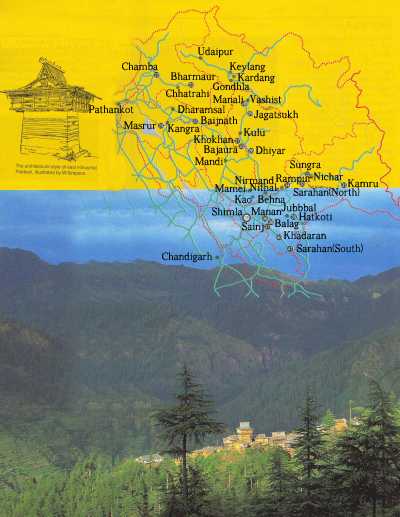 Udaipur
Chamba
Keylang
Bharmaur
Kardang
Gondhla
Chhatrahi
Manali
Vashist
Pathankot
Dharamsal
Jagatsukh
Masrur
Kangra
Baijnath
Kulu
Khokhan
Bajaura
Dhiyar
Mandi
Sungra
Nirmand
Rampur
Nichar
Kamru
Mamel
Nithal
Sarahan(North)
Kao
Behna
Shimla
Manan
Jubbal
Hatkoti
Sainj
Balag
Khadaran
Sarahan(South)
Chandigarh